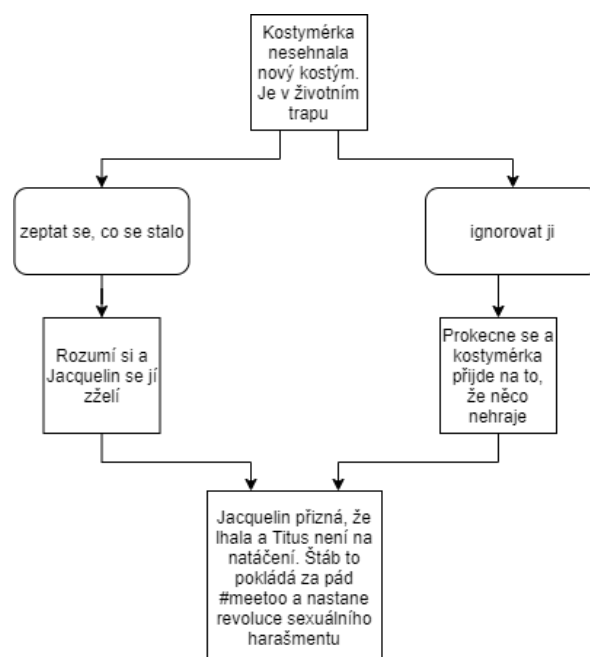 Kostymérka
nesehnala
nový kostým.
Je v životním
trapu
zeptat se, co se stalo
ignorovat ji
Rozumí si a
Jacquelin se jí
zželí
Prokecne se a
kostymérka
přijde na to,
že něco
nehraje
Jacquelin přizná, že
lhala a Titus není na
natáčení. Štáb to
pokládá za pád
#meetoo a nastane
revoluce sexuálního
harašmentu